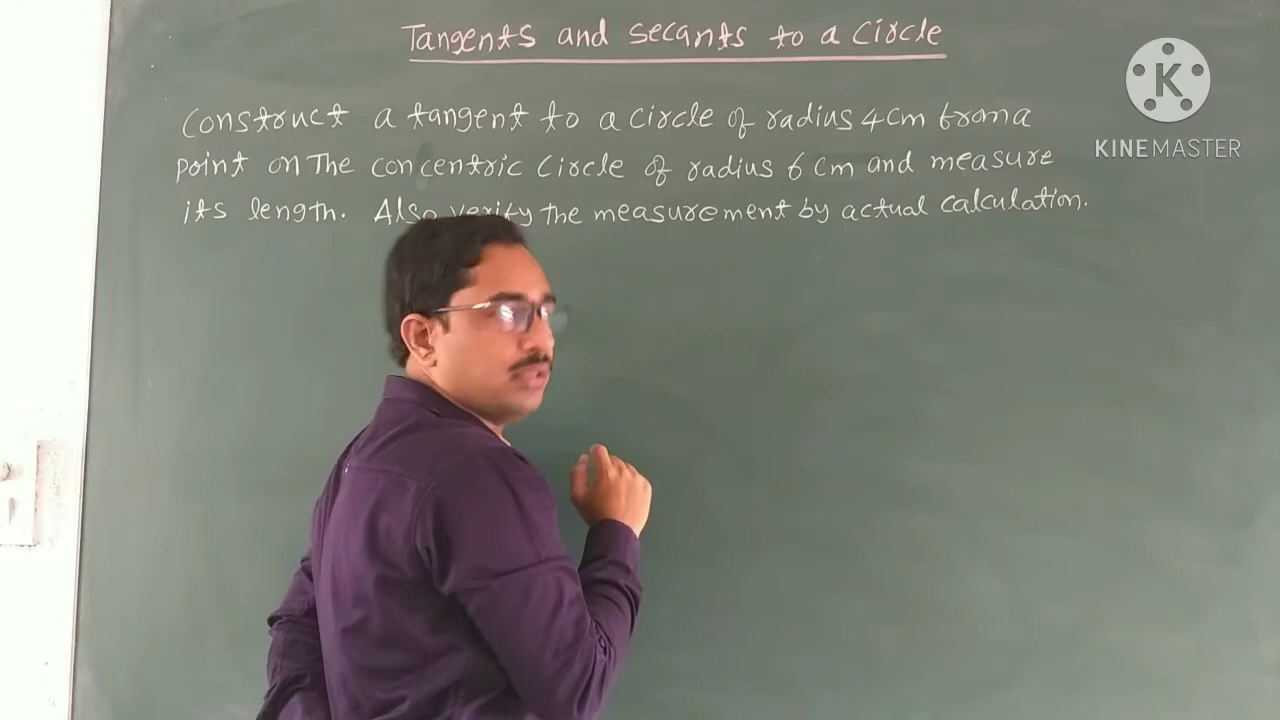 Tangents and secants to a circle
K
KINEMASTER
Construct a tangent to a circle of radius 4cm from a
point on The concentric circle of radius 6 cm and measure
its length. Also verify the measurement by actual calculation.